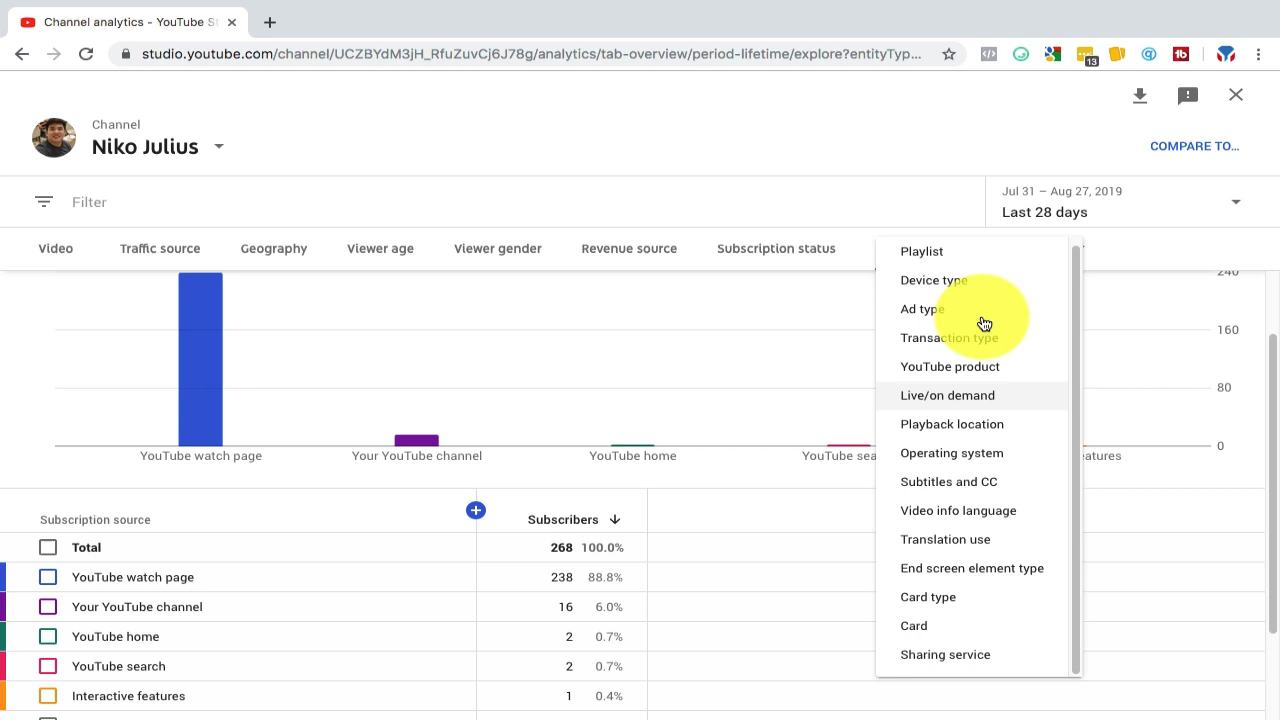 Channel analytics - YouTube St
studio.youtube.com/channel/UCZBYdM3jH_RfuZuvCj6J78g/analytics/tab-overview/period-lifetime/explore?entityTyp...
13
Channel
Niko Julius
COMPARE TO...
Filter
Jul 31 – Aug 27, 2019
Last 28 days
Video
Traffic source
Geography
Viewer age
Viewer gender
Revenue source
Subscription status
Playlist
Device type
Ad type
Transaction type
YouTube product
Live/on demand
Playback location
Operating system
Subtitles and CC
Video info language
Translation use
End screen element type
Card type
Card
Sharing service
240
160
80
0
YouTube watch page
Your YouTube channel
YouTube home
YouTube sea
atures
Subscription source
Subscribers
Total 268 100.0%
YouTube watch page 238 88.8%
Your YouTube channel 16 6.0%
YouTube home 2 0.7%
YouTube search 2 0.7%
Interactive features 1 0.4%